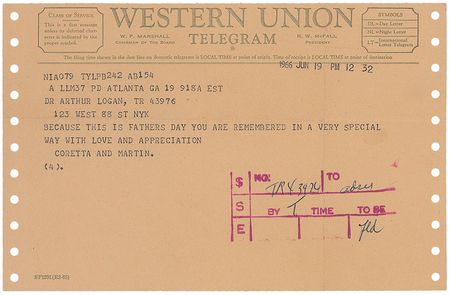 CLASS OF SERVICE
This is a fast message
unless its deferred char-
acter is indicated by the
proper symbol.
WESTERN UNION
TELEGRAM
W. P. MARSHALL
CHAIRMAN OF THE BOARD
R. W. McFALL
PRESIDENT
SYMBOLS
DL=Day Letter
NL=Night Letter
LT=International Letter Telegram
The filing time shown in the date line on domestic telegrams is LOCAL TIME at point of origin. Time of receipt is LOCAL TIME at point of destination
1966 JUN 19 PM 12 32
NIA079 TYLPB242 AB154
A LLM37 PD ATLANTA GA 19 918A EST
DR ARTHUR LOGAN, TR 43976
123 WEST 88 ST NYK
BECAUSE THIS IS FATHERS DAY YOU ARE REMEMBERED IN A VERY SPECIAL
WAY WITH LOVE AND APPRECIATION
CORETTA AND MARTIN.
(4).
$ NO. TR 4 3976 TO
S BY T TIME TO BE
E